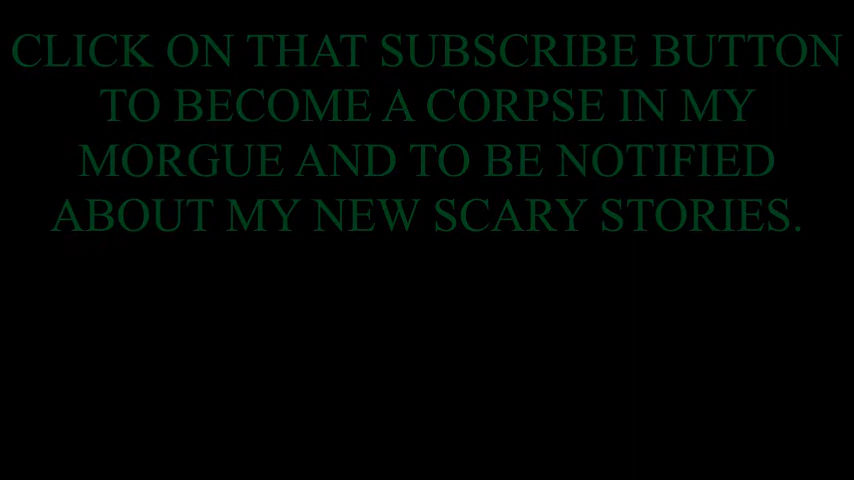 CLICK ON THAT SUBSCRIBE BUTTON
TO BECOME A CORPSE IN MY
MORGUE AND TO BE NOTIFIED
ABOUT MY NEW SCARY STORIES.